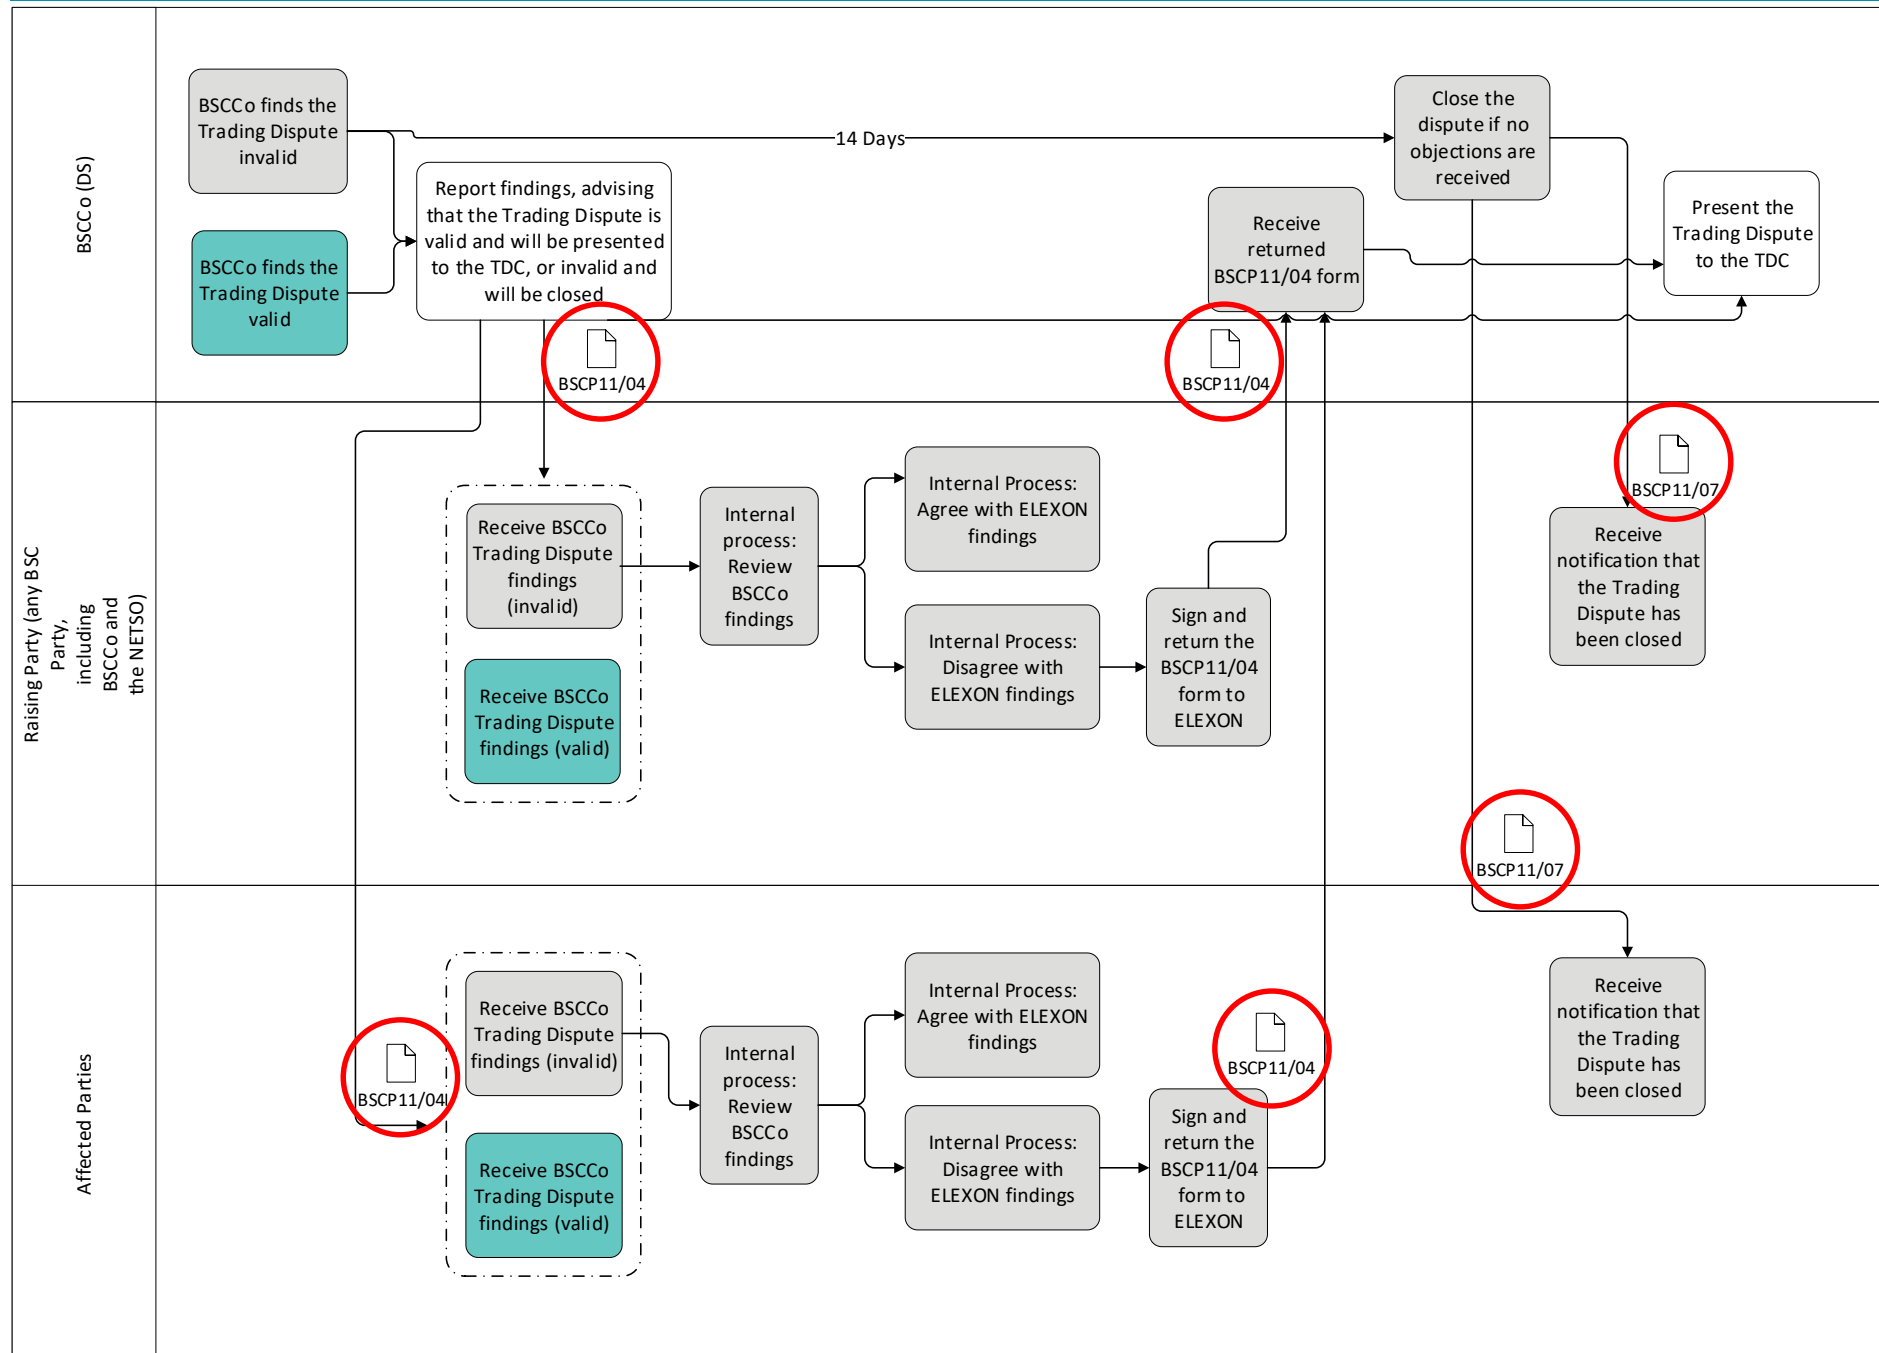 BSCCo (DS)
BSCCo finds the
Trading Dispute
invalid
BSCCo finds the
Trading Dispute
valid
Report findings, advising
that the Trading Dispute is
valid and will be presented
to the TDC, or invalid and
will be closed
14 Days
Close the
dispute if no
objections are
received
Receive
returned
BSCP11/04 form
Present the
Trading Dispute
to the TDC
BSCP11/04
BSCP11/04
Raising Party (any BSC
Party,
including
BSCCo and
the NETSO)
Receive BSCCo
Trading Dispute
findings
(invalid)
Receive BSCCo
Trading Dispute
findings (valid)
Internal
process:
Review
BSCCo
findings
Internal Process:
Agree with ELEXON
findings
Internal Process:
Disagree with
ELEXON findings
Sign and
return the
BSCP11/04
form to
ELEXON
BSCP11/07
Receive
notification that
the Trading
Dispute has
been closed
BSCP11/07
Affected Parties
BSCP11/04
Receive BSCCo
Trading Dispute
findings (invalid)
Receive BSCCo
Trading Dispute
findings (valid)
Internal
process:
Review
BSCCo
findings
Internal Process:
Agree with ELEXON
findings
Internal Process:
Disagree with
ELEXON findings
BSCP11/04
Sign and
return the
BSCP11/04
form to
ELEXON
Receive
notification that
the Trading
Dispute has
been closed